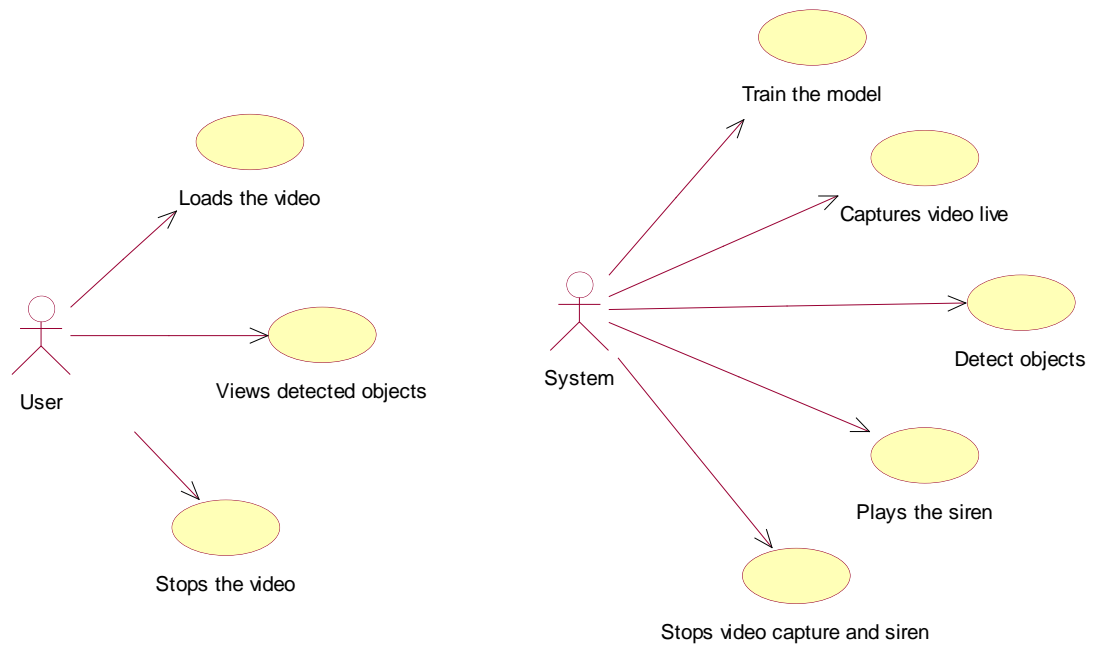 Loads the video
Views detected objects
User
Stops the video
Train the model
Captures video live
Detect objects
System
Plays the siren
Stops video capture and siren